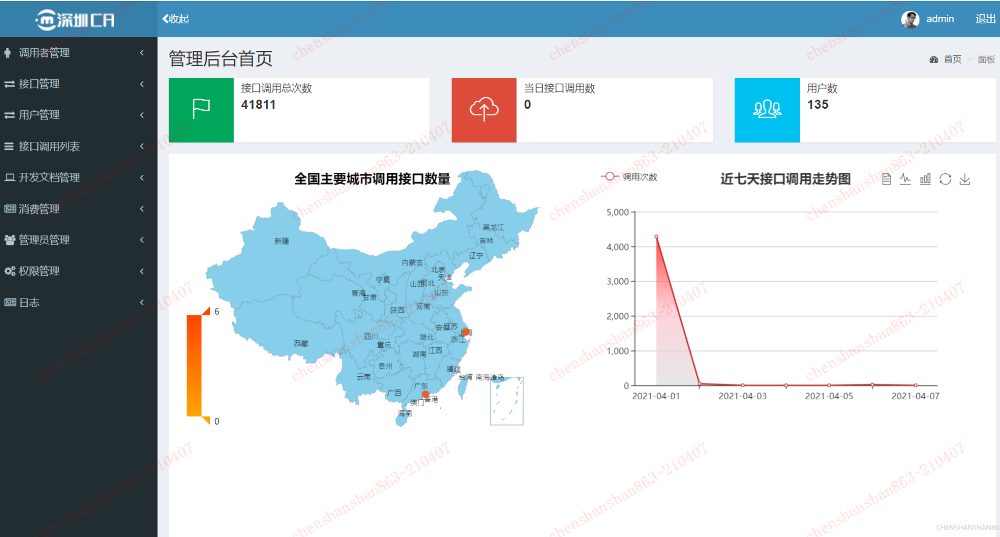 深圳CA
收起
admin
退出
调用者管理
接口管理
用户管理
接口调用列表
开发文档管理
消费管理
管理员管理
权限管理
日志
管理后台首页
首页 > 面板
接口调用总次数
41811
当日接口调用数
0
用户数
135
全国主要城市调用接口数量
黑龙江
吉林
辽宁
新疆
内蒙古
北京
天津
宁夏
山西
河北
山东
青海
甘肃
陕西
河南
安徽
江苏
上海
四川
湖北
浙江
重庆
西藏
湖南
江西
贵州
福建
云南
台湾
南海诸岛
广西
广东
香港
澳门
海南
6
0
调用次数
近七天接口调用走势图
5,000
4,000
3,000
2,000
1,000
0
2021-04-01
2021-04-03
2021-04-05
2021-04-07
chenshanshan863-210407
CHENSHANSHAN86